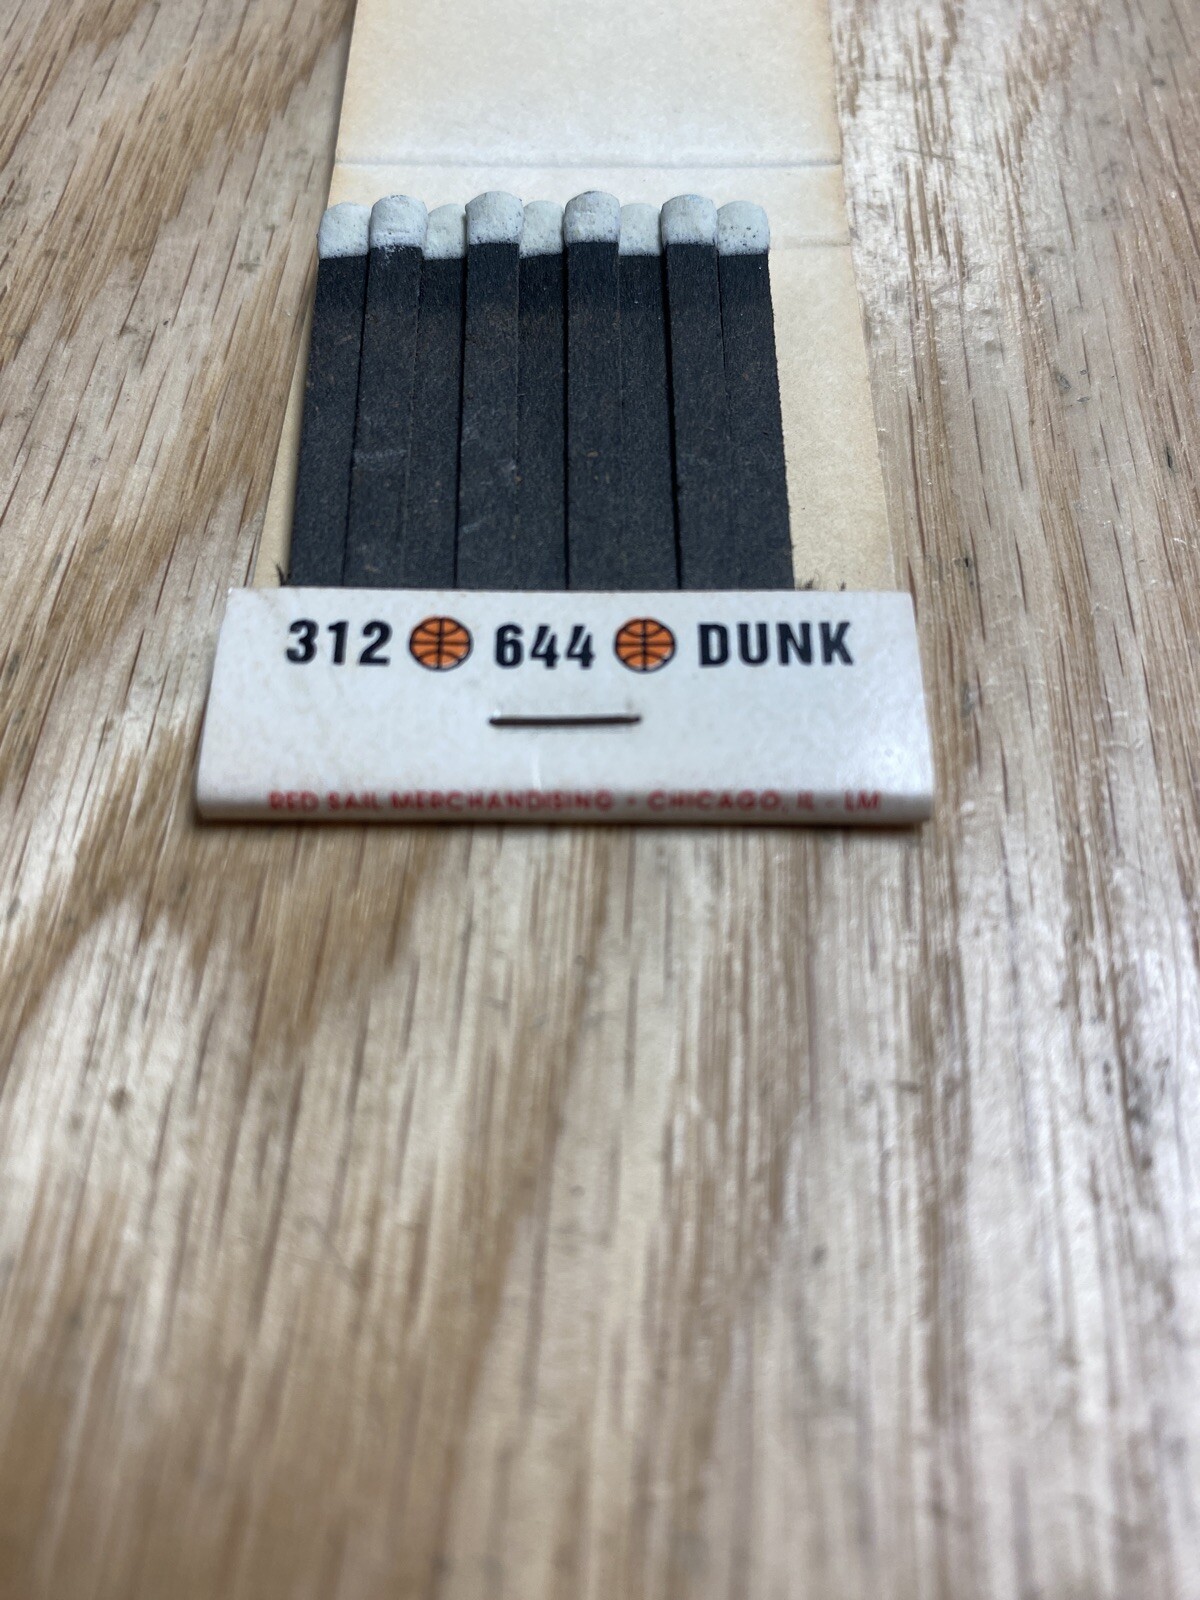 312 644 DUNK
RED SAIL MERCHANDISING - CHICAGO, IL - LM